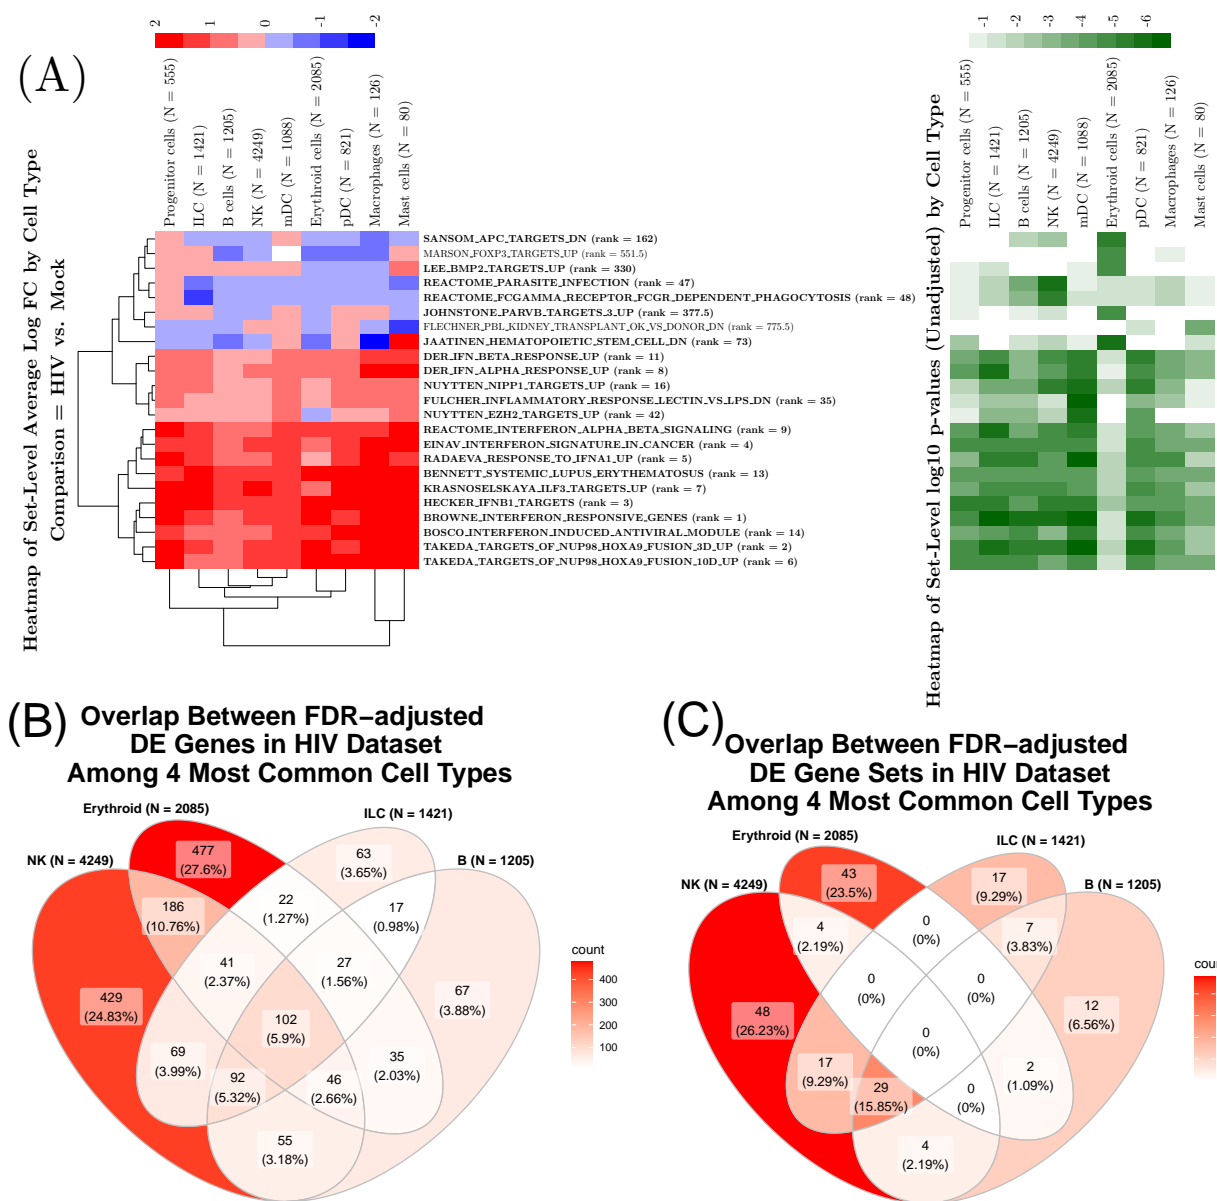 (A)
2
1
0
-1
-2
-1
-2
-3
-4
-5
-6
Heatmap of Set-Level Average Log FC by Cell Type
Comparison = HIV vs. Mock
Progenitor cells (N = 555)
ILC (N = 1421)
B cells (N = 1205)
NK (N = 4249)
mDC (N = 1088)
Erythroid cells (N = 2085)
pDC (N = 821)
Macrophages (N = 126)
Mast cells (N = 80)
SANSOM_APC_TARGETS_DN (rank = 162)
MARSON_FOXP3_TARGETS_UP (rank = 551.5)
LEE_BMP2_TARGETS_UP (rank = 330)
REACTOME_PARASITE_INFECTION (rank = 47)
REACTOME_FCGAMMA_RECEPTOR_FCGR_DEPENDENT_PHAGOCYTOSIS (rank = 48)
JOHNSTONE_PARVB_TARGETS_3_UP (rank = 377.5)
FLECHNER_PBL_KIDNEY_TRANSPLANT_OK_VS_DONOR_DN (rank = 775.5)
JAATINEN_HEMATOPOIETIC_STEM_CELL_DN (rank = 73)
DER_IFN_BETA_RESPONSE_UP (rank = 11)
DER_IFN_ALPHA_RESPONSE_UP (rank = 8)
NUYTTEN_NIPP1_TARGETS_UP (rank = 16)
FULCHER_INFLAMMATORY_RESPONSE_LECTIN_VS_LPS_DN (rank = 35)
NUYTTEN_EZH2_TARGETS_UP (rank = 42)
REACTOME_INTERFERON_ALPHA_BETA_SIGNALING (rank = 9)
EINAV_INTERFERON_SIGNATURE_IN_CANCER (rank = 4)
RADAEVA_RESPONSE_TO_IFNA1_UP (rank = 5)
BENNETT_SYSTEMIC_LUPUS_ERYTHEMATOSUS (rank = 13)
KRASNOSELSKAYA_ILF3_TARGETS_UP (rank = 7)
HECKER_IFNB1_TARGETS (rank = 3)
BROWNE_INTERFERON_RESPONSIVE_GENES (rank = 1)
BOSCO_INTERFERON_INDUCED_ANTIVIRAL_MODULE (rank = 14)
TAKEDA_TARGETS_OF_NUP98_HOXA9_FUSION_3D_UP (rank = 2)
TAKEDA_TARGETS_OF_NUP98_HOXA9_FUSION_10D_UP (rank = 6)
Heatmap of Set-Level log10 p-values (Unadjusted) by Cell Type
Progenitor cells (N = 555)
ILC (N = 1421)
B cells (N = 1205)
NK (N = 4249)
mDC (N = 1088)
Erythroid cells (N = 2085)
pDC (N = 821)
Macrophages (N = 126)
Mast cells (N = 80)
(B)
Overlap Between FDR−adjusted
DE Genes in HIV Dataset
Among 4 Most Common Cell Types
Erythroid (N = 2085)
ILC (N = 1421)
NK (N = 4249)
B (N = 1205)
477
(27.6%)
63
(3.65%)
186
(10.76%)
22
(1.27%)
17
(0.98%)
41
(2.37%)
27
(1.56%)
429
(24.83%)
67
(3.88%)
102
(5.9%)
69
(3.99%)
35
(2.03%)
92
(5.32%)
46
(2.66%)
55
(3.18%)
count
400
300
200
100
(C)
Overlap Between FDR−adjusted
DE Gene Sets in HIV Dataset
Among 4 Most Common Cell Types
Erythroid (N = 2085)
ILC (N = 1421)
NK (N = 4249)
B (N = 1205)
43
(23.5%)
17
(9.29%)
4
(2.19%)
0
(0%)
7
(3.83%)
0
(0%)
0
(0%)
48
(26.23%)
12
(6.56%)
0
(0%)
17
(9.29%)
2
(1.09%)
29
(15.85%)
0
(0%)
4
(2.19%)
coun